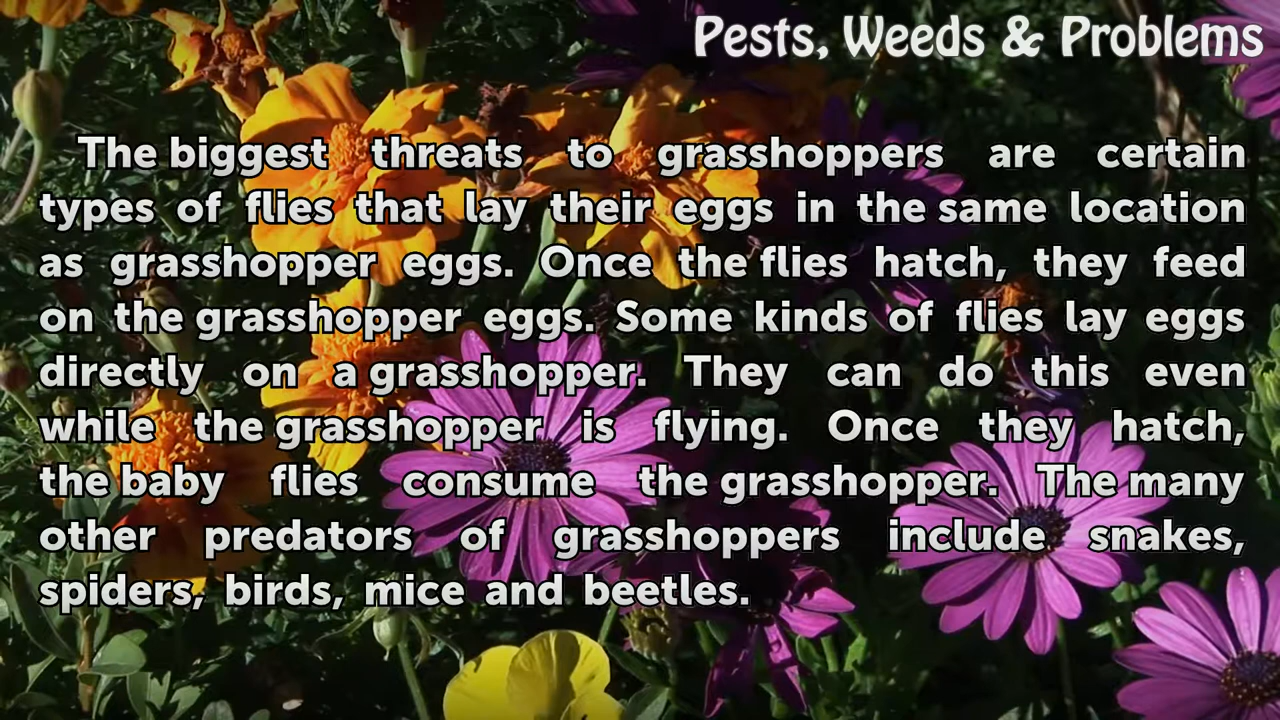 Pests, Weeds & Problems
The biggest threats to grasshoppers are certain
types of flies that lay their eggs in the same location
as grasshopper eggs. Once the flies hatch, they feed
on the grasshopper eggs. Some kinds of flies lay eggs
directly on a grasshopper. They can do this even
while the grasshopper is flying. Once they hatch,
the baby flies consume the grasshopper. The many
other predators of grasshoppers include snakes,
spiders, birds, mice and beetles.